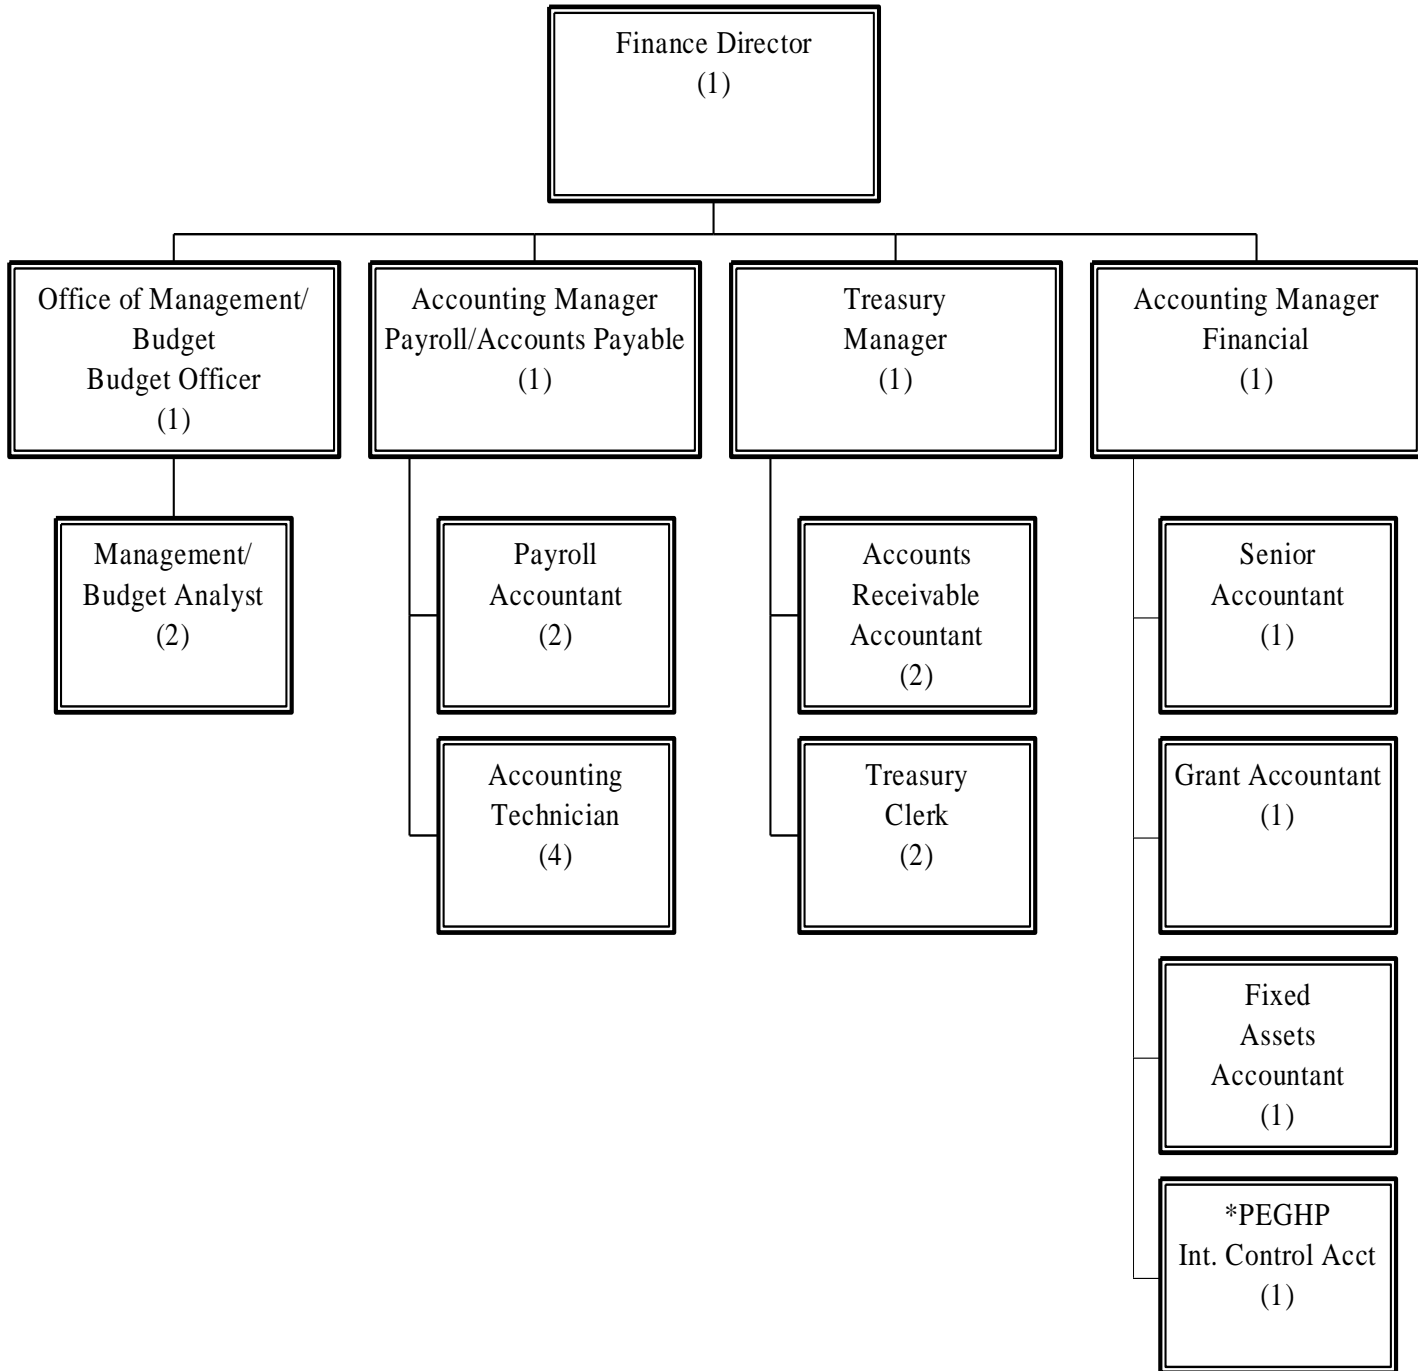 Finance Director
(1)
Office of Management/
Budget
Budget Officer
(1)
Accounting Manager
Payroll/Accounts Payable
(1)
Treasury
Manager
(1)
Accounting Manager
Financial
(1)
Management/
Budget Analyst
(2)
Payroll
Accountant
(2)
Accounts
Receivable
Accountant
(2)
Senior
Accountant
(1)
Accounting
Technician
(4)
Treasury
Clerk
(2)
Grant Accountant
(1)
Fixed
Assets
Accountant
(1)
*PEGHP
Int. Control Acct
(1)